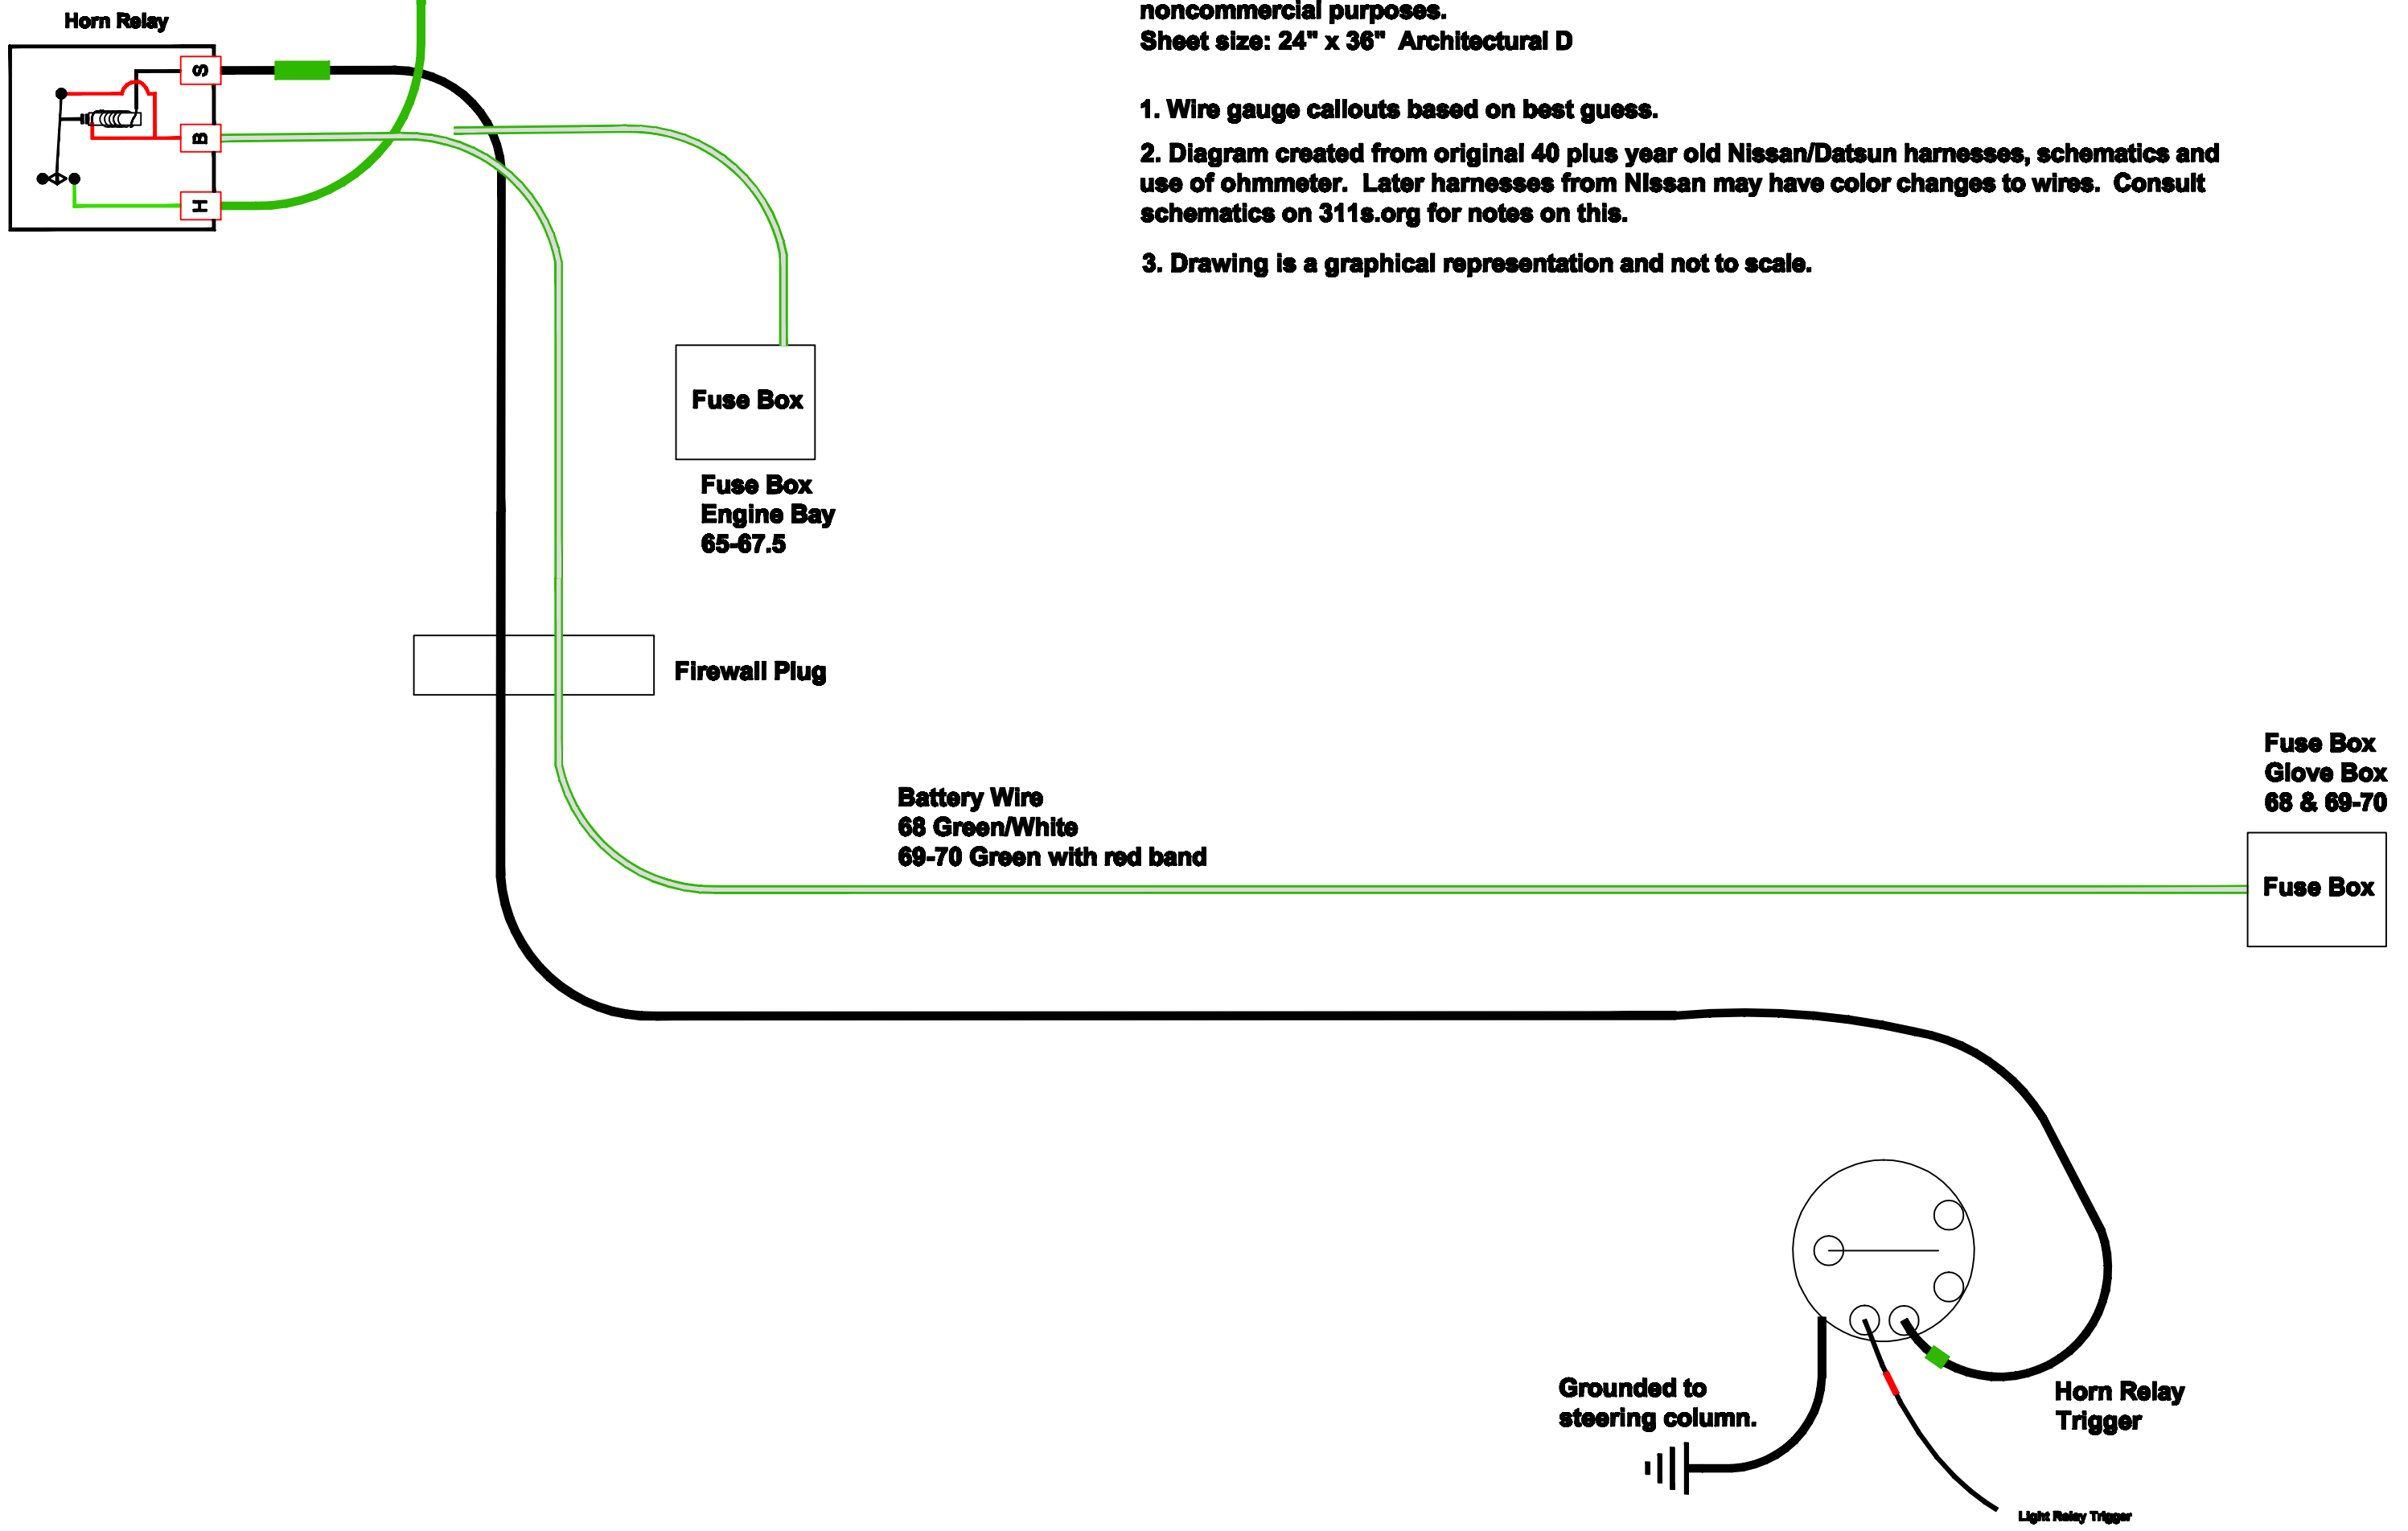 Horn Relay
S
B
H
noncommercial purposes.
Sheet size: 24" x 36" Architectural D
1. Wire gauge callouts based on best guess.
2. Diagram created from original 40 plus year old Nissan/Datsun harnesses, schematics and
use of ohmmeter. Later harnesses from NIssan may have color changes to wires. Consult
schematics on 311s.org for notes on this.
3. Drawing is a graphical representation and not to scale.
Fuse Box
Fuse Box
Engine Bay
65-67.5
Firewall Plug
Battery Wire
68 Green/White
69-70 Green with red band
Fuse Box
Glove Box
68 & 69-70
Fuse Box
Grounded to
steering column.
Horn Relay
Trigger
Light Relay Trigger